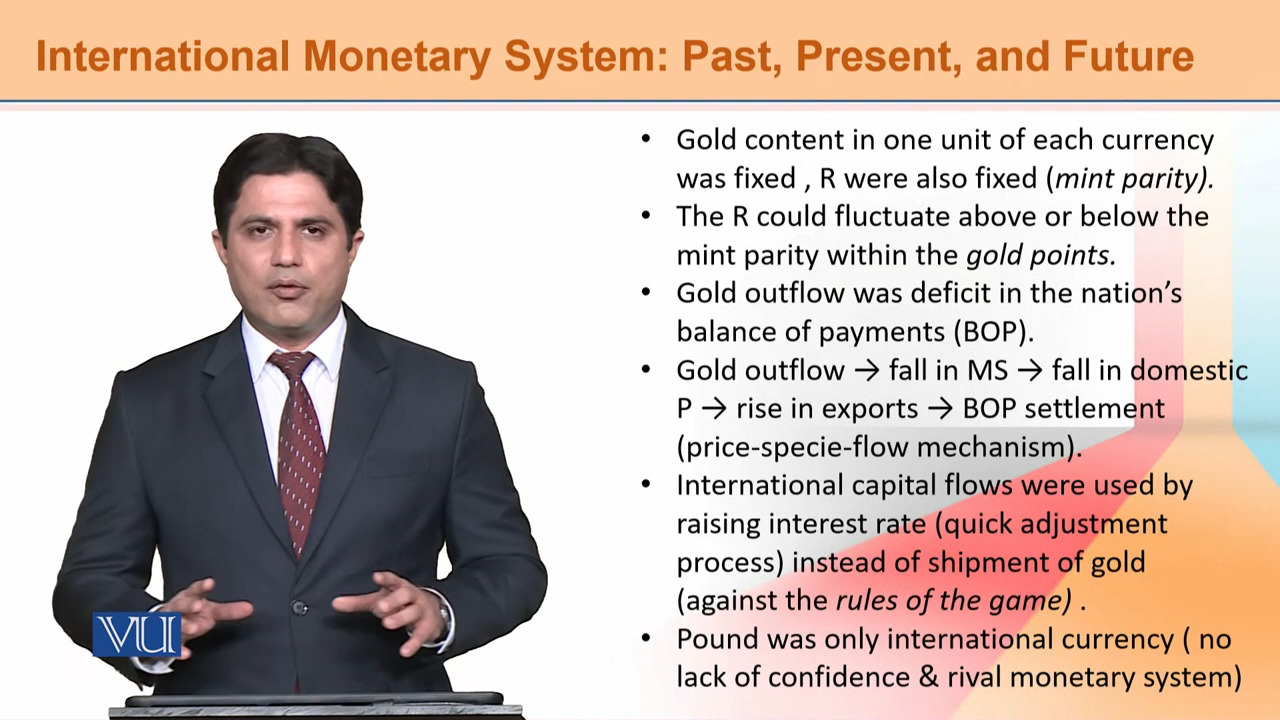 International Monetary System: Past, Present, and Future
• Gold content in one unit of each currency
was fixed , R were also fixed (mint parity).
• The R could fluctuate above or below the
mint parity within the gold points.
• Gold outflow was deficit in the nation’s
balance of payments (BOP).
• Gold outflow → fall in MS → fall in domestic
P → rise in exports → BOP settlement
(price-specie-flow mechanism).
• International capital flows were used by
raising interest rate (quick adjustment
process) instead of shipment of gold
(against the rules of the game) .
• Pound was only international currency ( no
lack of confidence & rival monetary system)
VU